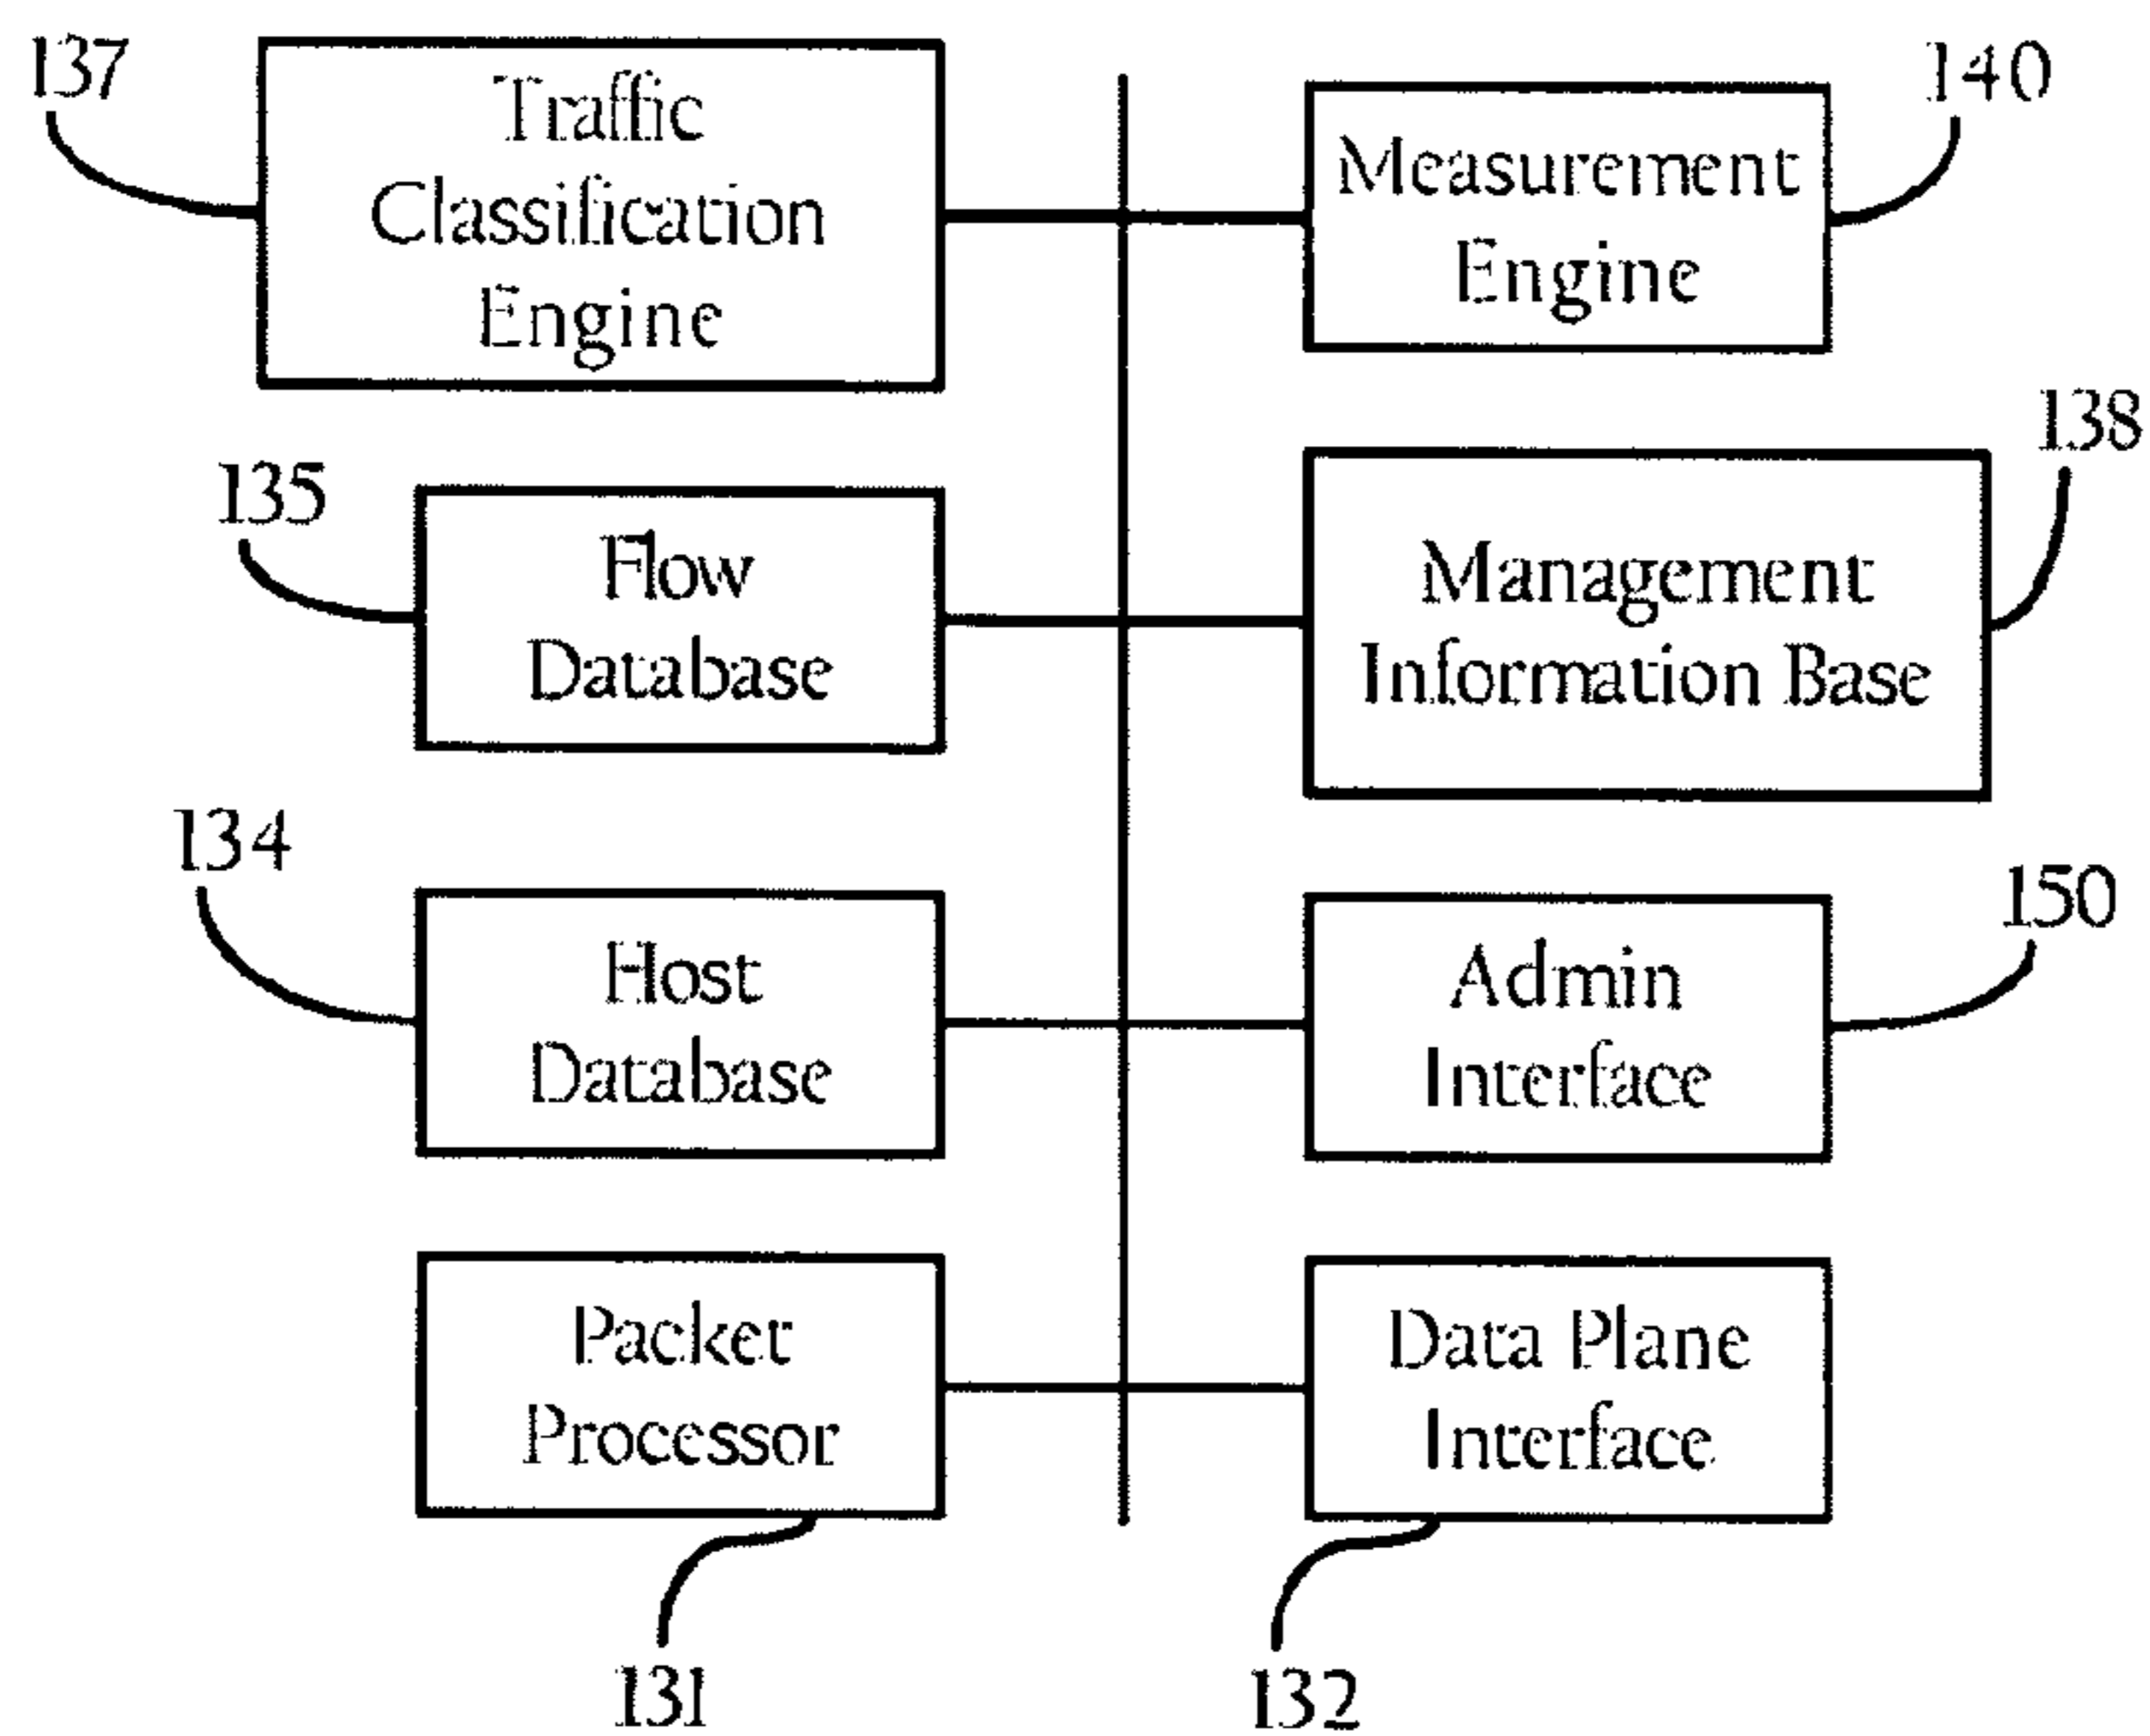 137
Traffic
Classification
Engine
140
Measurement
Engine
135
Flow
Database
138
Management
Information Base
134
Host
Database
150
Admin
Interface
Packet
Processor
131
Data Plane
Interface
132